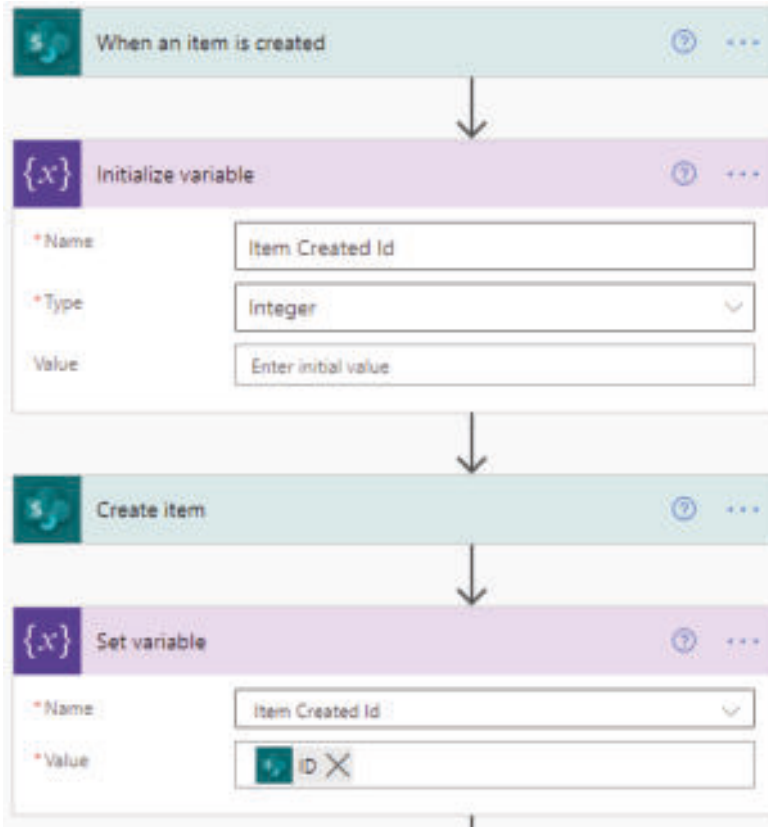 When an item is created
{x} Initialize variable
*Name Item Created Id
*Type Integer
Value Enter initial value
Create item
{x} Set variable
*Name Item Created Id
*Value ID